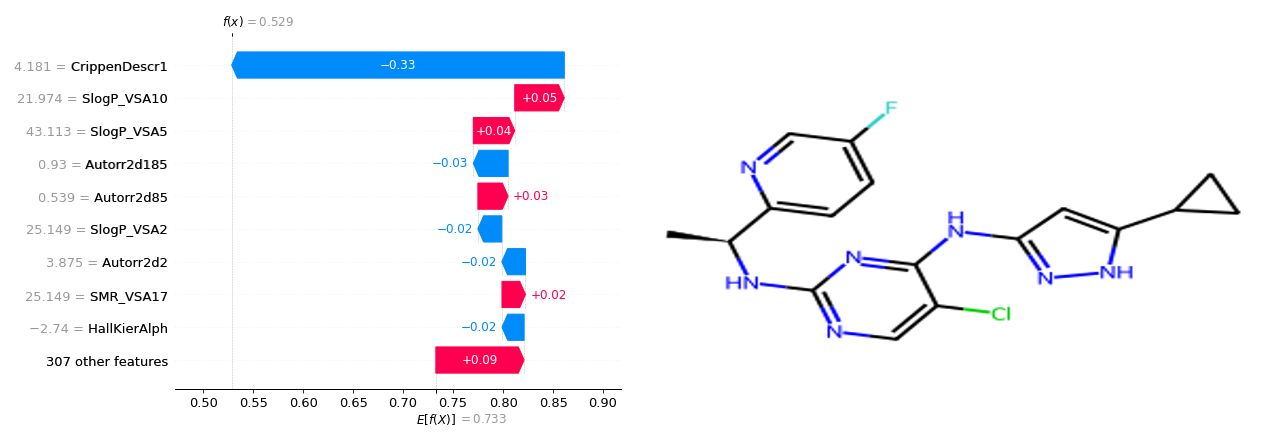 f(x) = 0.529
4.181 = CrippenDescr1
−0.33
21.974 = SlogP_VSA10
+0.05
43.113 = SlogP_VSA5
+0.04
0.93 = Autorr2d185
−0.03
0.539 = Autorr2d85
+0.03
25.149 = SlogP_VSA2
−0.02
3.875 = Autorr2d2
−0.02
25.149 = SMR_VSA17
+0.02
−2.74 = HallKierAlph
−0.02
307 other features
+0.09
0.50 0.55 0.60 0.65 0.70 0.75 0.80 0.85 0.90
E[f(X)] = 0.733
F
N
H
N
N
HN
N
NH
N
Cl
N